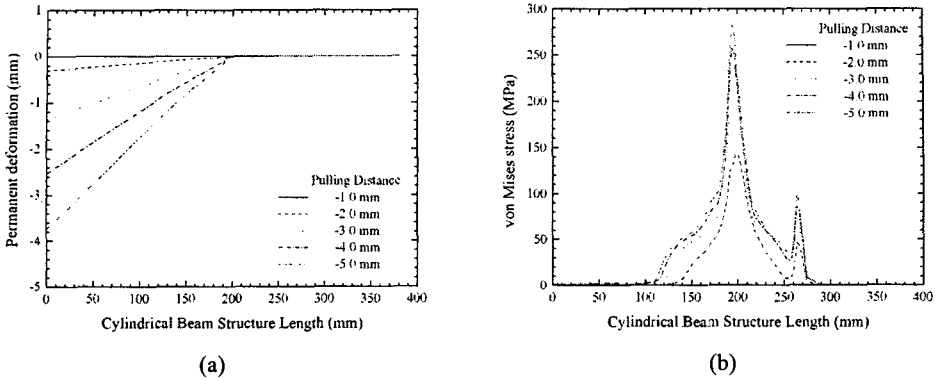 0
-1
-2
-3
-4
-5
Permanent deformation (mm)
Pulling Distance
-1.0 mm
-2.0 mm
-3.0 mm
-4.0 mm
-5.0 mm
0 50 100 150 200 250 300 350 400
Cylindrical Beam Structure Length (mm)
(a)
300
250
200
150
100
50
0
von Mises stress (MPa)
Pulling Distance
-1.0 mm
-2.0 mm
-3.0 mm
-4.0 mm
-5.0 mm
0 50 100 150 200 250 300 350 400
Cylindrical Beam Structure Length (mm)
(b)